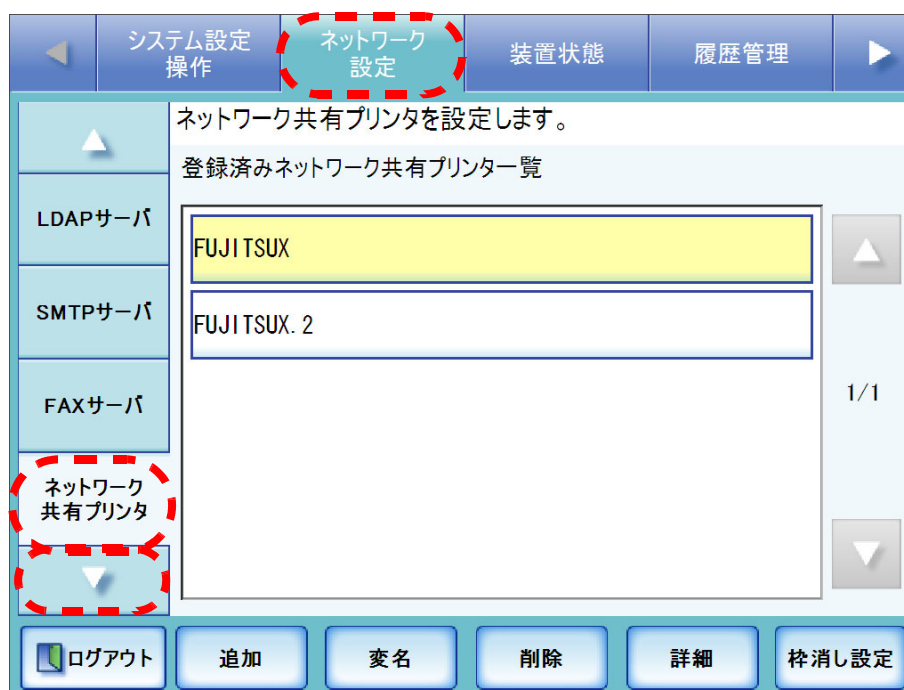 システム設定
操作
ネットワーク
設定
装置状態
履歴管理
ネットワーク共有プリンタを設定します。
登録済みネットワーク共有プリンター覧
LDAPサーバ
SMTPサーバ
FAXサーバ
ネットワーク
共有プリンタ
FUJITSUX
FUJITSUX.2
1/1
ログアウト
追加
変名
削除
詳細
枠消し設定